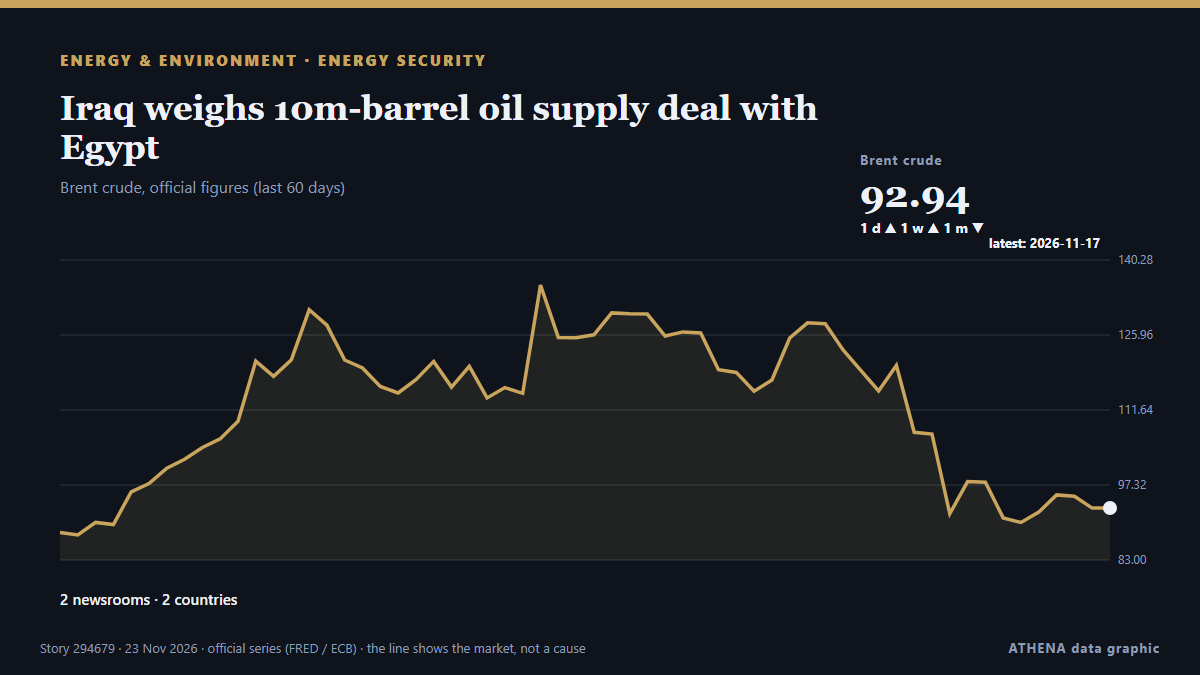 ENERGY & ENVIRONMENT · ENERGY SECURITY
Iraq weighs 10m-barrel oil supply deal with
Egypt
Brent crude, official figures (last 60 days)
Brent crude
92.94
1 d ▲ 1 w ▲ 1 m ▼
latest: 2026-11-17
140.28
125.96
111.64
97.32
83.00
2 newsrooms · 2 countries
Story 294679 · 23 Nov 2026 · official series (FRED / ECB) · the line shows the market, not a cause
ATHENA data graphic